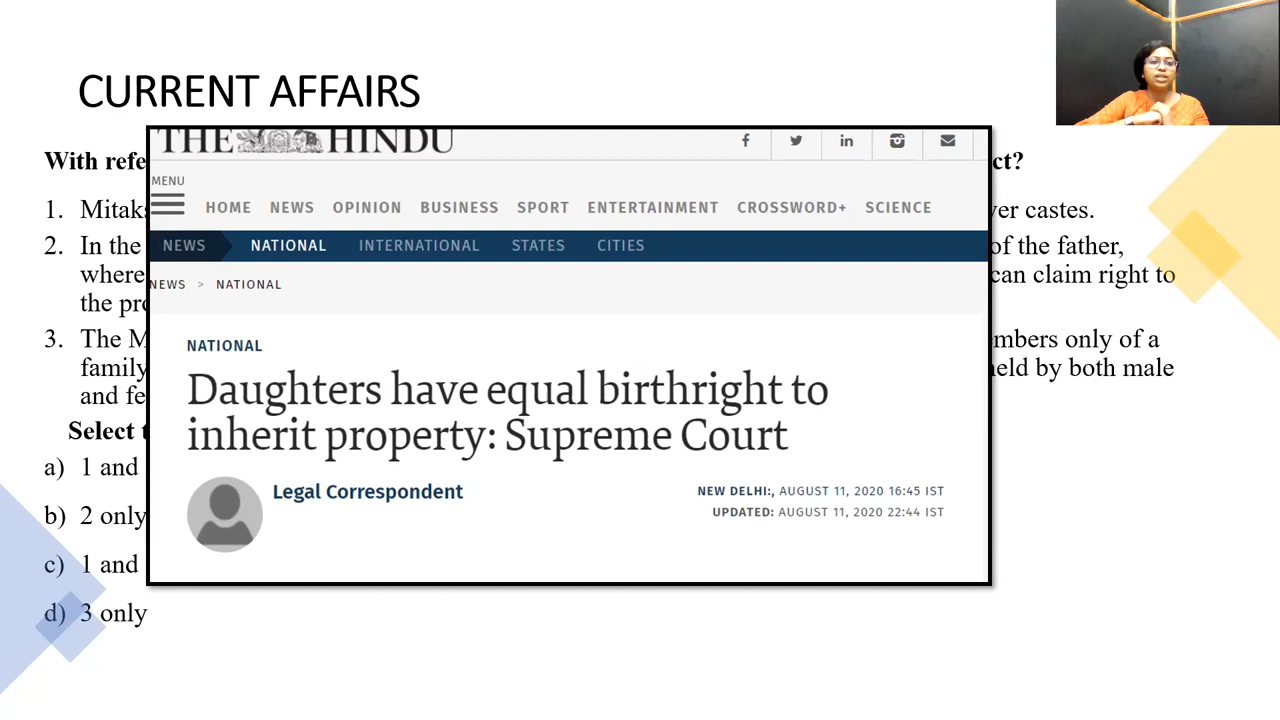 CURRENT AFFAIRS
With refe
ct?
1. Mitaks
ver castes.
2. In the
of the father,
where
can claim right to
the pro
3. The M
mbers only of a
family
held by both male
and fe
Select t
a) 1 and
b) 2 only
c) 1 and
d) 3 only
THE HINDU
MENU
HOME NEWS OPINION BUSINESS SPORT ENTERTAINMENT CROSSWORD+ SCIENCE
NEWS NATIONAL INTERNATIONAL STATES CITIES
NEWS > NATIONAL
NATIONAL
Daughters have equal birthright to
inherit property: Supreme Court
Legal Correspondent
NEW DELHI:, AUGUST 11, 2020 16:45 IST
UPDATED: AUGUST 11, 2020 22:44 IST